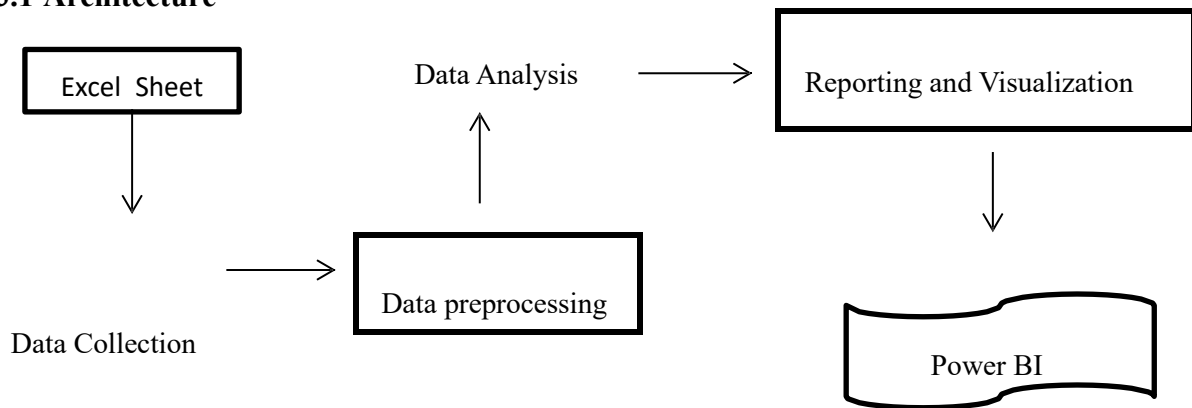 3.1 Architecture
Excel Sheet
Data Analysis
Reporting and Visualization
Data preprocessing
Data Collection
Power BI